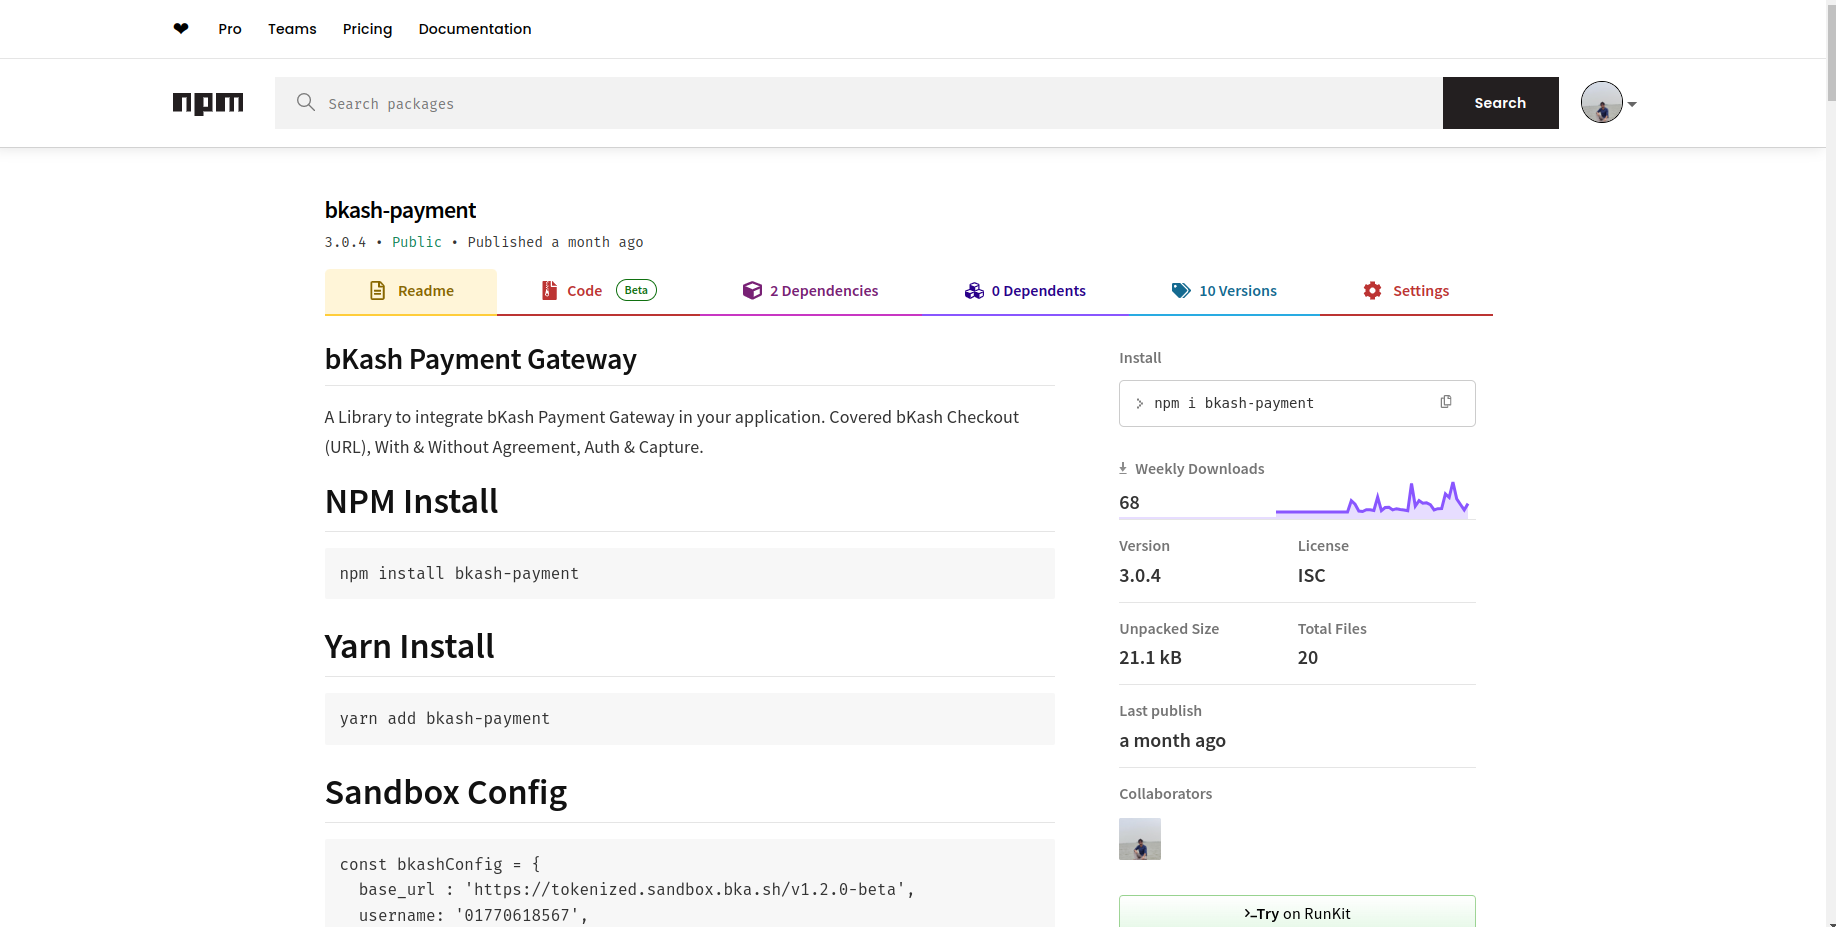 ❤ Pro Teams Pricing Documentation
npm
Search packages
Search
bkash-payment
3.0.4 • Public • Published a month ago
Readme
Code Beta
2 Dependencies
0 Dependents
10 Versions
Settings
bKash Payment Gateway
A Library to integrate bKash Payment Gateway in your application. Covered bKash Checkout
(URL), With & Without Agreement, Auth & Capture.
NPM Install
npm install bkash-payment
Yarn Install
yarn add bkash-payment
Sandbox Config
const bkashConfig = {
  base_url : 'https://tokenized.sandbox.bka.sh/v1.2.0-beta',
  username: '01770618567',
Install
> npm i bkash-payment
Weekly Downloads
68
Version
3.0.4
License
ISC
Unpacked Size
21.1 kB
Total Files
20
Last publish
a month ago
Collaborators
>_Try on RunKit